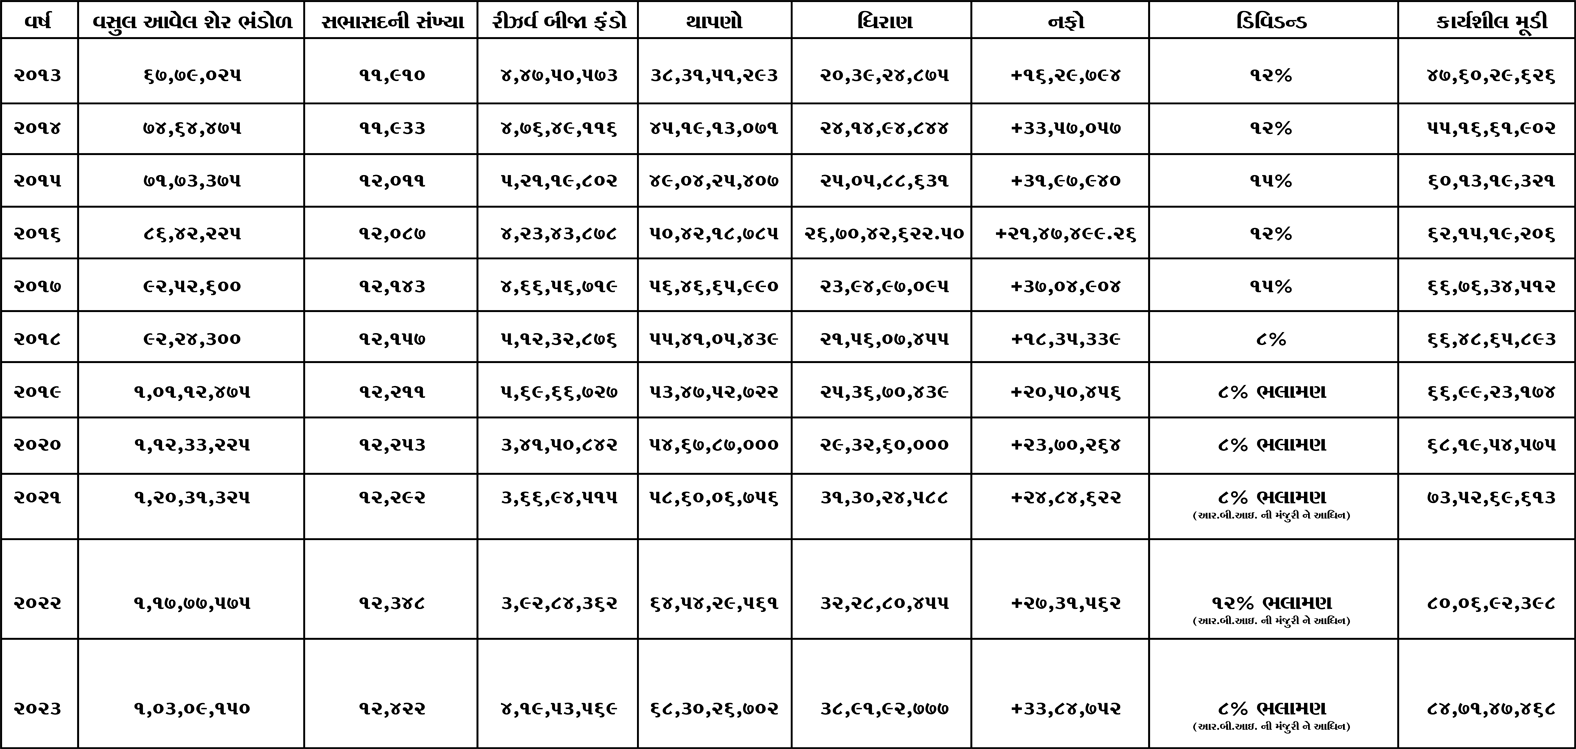 વર્ષ વસુલ આવેલ શેર ભંડોળ સભાસદની સંખ્યા રીઝર્વ બીજા ફંડો થાપણો ધિરાણ નફો ડિવિડન્ડ કાર્યશીલ મૂડી
૨૦૧૩ ૬૭,૭૯,૦૨૫ ૧૧,૯૧૦ ૪,૪૭,૫૦,૫૭૩ ૩૮,૩૧,૫૧,૨૯૩ ૨૦,૩૯,૨૪,૮૭૫ +૧૬,૨૯,૭૯૪ ૧૨% ૪૭,૬૦,૨૯,૬૨૬
૨૦૧૪ ૭૪,૬૪,૪૭૫ ૧૧,૯૩૩ ૪,૭૬,૪૯,૧૧૬ ૪૫,૧૯,૧૩,૦૭૧ ૨૪,૧૪,૯૪,૮૪૪ +૩૩,૫૭,૦૫૭ ૧૨% ૫૫,૧૬,૬૧,૯૦૨
૨૦૧૫ ૭૧,૭૩,૩૭૫ ૧૨,૦૧૧ ૫,૨૧,૧૯,૮૦૨ ૪૯,૦૪,૨૫,૪૦૭ ૨૫,૦૫,૮૮,૬૩૧ +૩૧,૯૭,૯૪૦ ૧૫% ૬૦,૧૩,૧૯,૩૨૧
૨૦૧૬ ૮૬,૪૨,૨૨૫ ૧૨,૦૮૭ ૪,૨૩,૪૩,૮૭૮ ૫૦,૪૨,૧૮,૭૮૫ ૨૬,૭૦,૪૨,૬૨૨.૫૦ +૨૧,૪૭,૪૯૯.૨૬ ૧૨% ૬૨,૧૫,૧૯,૨૦૬
૨૦૧૭ ૯૨,૫૨,૬૦૦ ૧૨,૧૪૩ ૪,૬૬,૫૬,૭૧૯ ૫૬,૪૬,૬૫,૯૯૦ ૨૩,૯૪,૯૭,૦૯૫ +૩૭,૦૪,૯૦૪ ૧૫% ૬૬,૭૬,૩૪,૫૧૨
૨૦૧૮ ૯૨,૨૪,૩૦૦ ૧૨,૧૫૭ ૫,૧૨,૩૨,૮૭૬ ૫૫,૪૧,૦૫,૪૩૯ ૨૧,૫૬,૦૭,૪૫૫ +૧૮,૩૫,૩૩૯ ૮% ૬૬,૪૮,૬૫,૮૯૩
૨૦૧૯ ૧,૦૧,૧૨,૪૭૫ ૧૨,૨૧૧ ૫,૬૯,૬૬,૭૨૭ ૫૩,૪૭,૫૨,૭૨૨ ૨૫,૩૬,૭૦,૪૩૯ +૨૦,૫૦,૪૫૬ ૮% ભલામણ ૬૬,૯૯,૨૩,૧૭૪
૨૦૨૦ ૧,૧૨,૩૩,૨૨૫ ૧૨,૨૫૩ ૩,૪૧,૫૦,૮૪૨ ૫૪,૬૭,૮૭,૦૦૦ ૨૯,૩૨,૬૦,૦૦૦ +૨૩,૭૦,૨૬૪ ૮% ભલામણ ૬૮,૧૯,૫૪,૫૭૫
૨૦૨૧ ૧,૨૦,૩૧,૩૨૫ ૧૨,૨૯૨ ૩,૬૬,૯૪,૫૧૫ ૫૮,૬૦,૦૬,૭૫૬ ૩૧,૩૦,૨૪,૫૮૮ +૨૪,૮૪,૬૨૨ ૮% ભલામણ ૭૩,૫૨,૬૯,૬૧૩
(આર.બી.આઇ. ની મંજુરી ને આધિન)
૨૦૨૨ ૧,૧૭,૭૭,૫૭૫ ૧૨,૩૪૮ ૩,૯૨,૮૪,૩૬૨ ૬૪,૫૪,૨૯,૫૬૧ ૩૨,૨૮,૮૦,૪૫૫ +૨૭,૩૧,૫૬૨ ૧૨% ભલામણ ૮૦,૦૬,૯૨,૩૯૮
(આર.બી.આઇ. ની મંજુરી ને આધિન)
૨૦૨૩ ૧,૦૩,૦૯,૧૫૦ ૧૨,૪૨૨ ૪,૧૯,૫૩,૫૬૯ ૬૮,૩૦,૨૬,૭૦૨ ૩૮,૯૧,૯૨,૭૭૭ +૩૩,૮૪,૭૫૨ ૮% ભલામણ ૮૪,૭૧,૪૭,૪૬૮
(આર.બી.આઇ. ની મંજુરી ને આધિન)